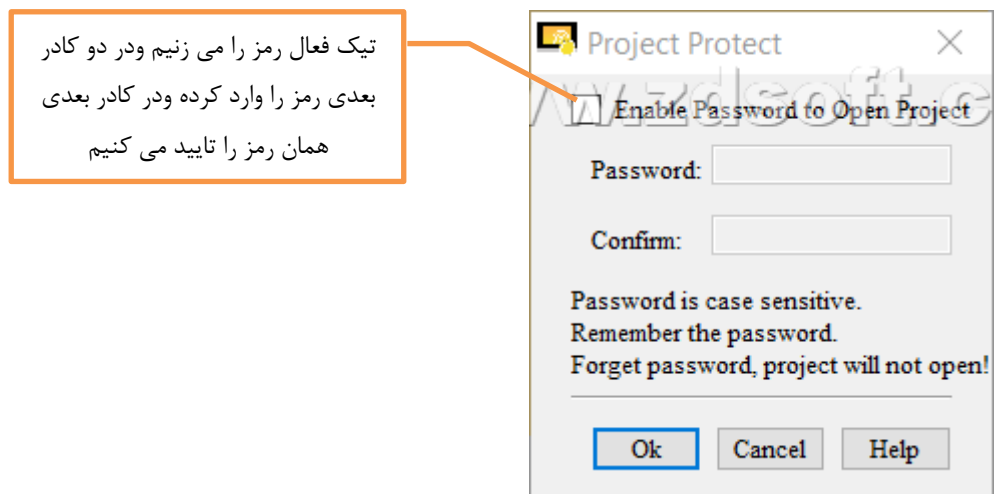 تیک فعال رمز را می زنیم ودر دو کادر
بعدی رمز را وارد کرده ودر کادر بعدی
همان رمز را تایید می کنیم
Project Protect
Enable Password to Open Project
Password:
Confirm:
Password is case sensitive.
Remember the password.
Forget password, project will not open!
Ok Cancel Help